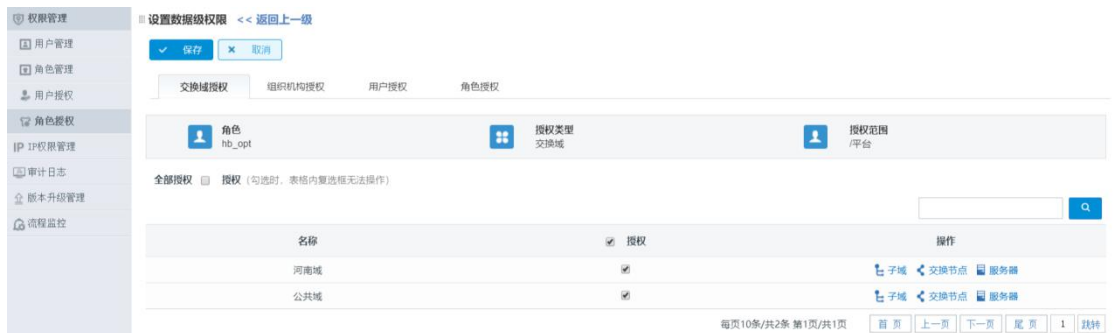 权限管理
用户管理
角色管理
用户授权
角色授权
IP IP权限管理
审计日志
版本升级管理
流程监控
设置数据级权限 << 返回上一级
保存 取消
交换域授权 组织机构授权 用户授权 角色授权
角色 授权类型 授权范围
hb_opt 交换域 /平台
全部授权 授权 (勾选时，表格内复选框无法操作)
名称 授权 操作
河南域 子域 交换节点 服务器
公共域 子域 交换节点 服务器
每页10条/共2条 第1页/共1页 首 页 上一页 下一页 尾 页 1 跳转